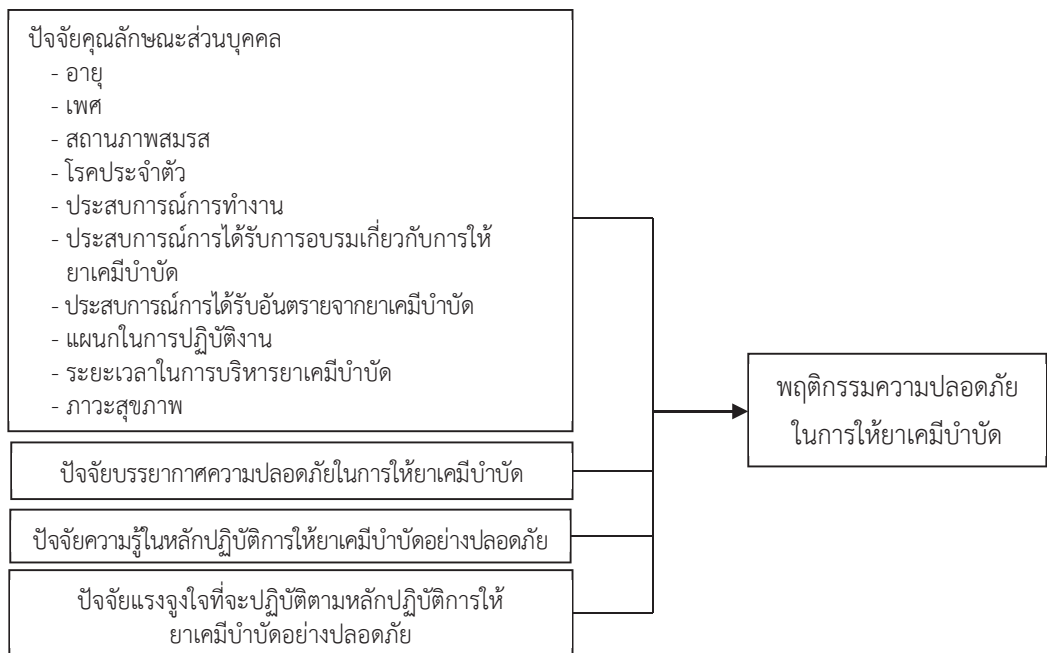 ปัจจัยคุณลักษณะส่วนบุคคล
- อายุ
- เพศ
- สถานภาพสมรส
- โรคประจำตัว
- ประสบการณ์การทำงาน
- ประสบการณ์การได้รับการอบรมเกี่ยวกับการให้
ยาเคมีบำบัด
- ประสบการณ์การได้รับอันตรายจากยาเคมีบำบัด
- แผนกในการปฏิบัติงาน
- ระยะเวลาในการบริหารยาเคมีบำบัด
- ภาวะสุขภาพ
ปัจจัยบรรยากาศความปลอดภัยในการให้ยาเคมีบำบัด
ปัจจัยความรู้ในหลักปฏิบัติการให้ยาเคมีบำบัดอย่างปลอดภัย
ปัจจัยแรงจูงใจที่จะปฏิบัติตามหลักปฏิบัติการให้
ยาเคมีบำบัดอย่างปลอดภัย
พฤติกรรมความปลอดภัย
ในการให้ยาเคมีบำบัด